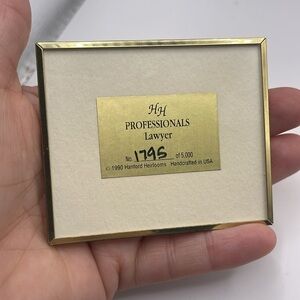 HH
PROFESSIONALS
Lawyer
No. 1795 of 5,000
© 1990 Hanford Heirlooms Handcrafted in USA